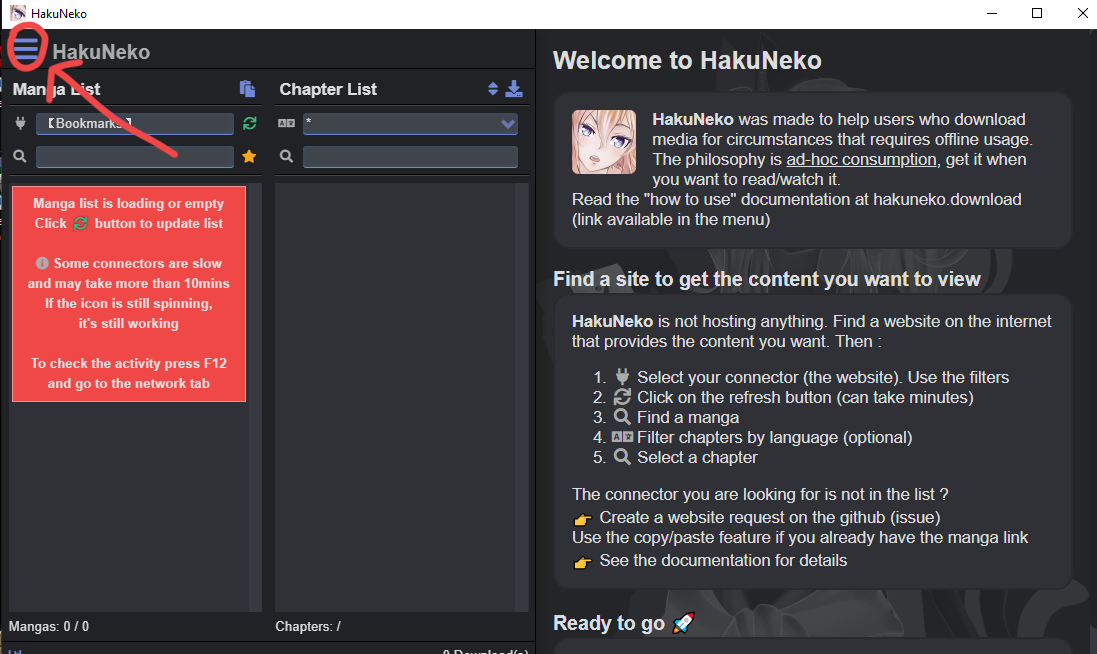 HakuNeko
HakuNeko
Manga List
【Bookmarks】
Manga list is loading or empty
Click button to update list
Some connectors are slow
and may take more than 10mins
If the icon is still spinning,
it's still working
To check the activity press F12
and go to the network tab
Mangas: 0 / 0
Chapter List
*
Chapters: /
0 Download(s)
Welcome to HakuNeko
HakuNeko was made to help users who download
media for circumstances that requires offline usage.
The philosophy is ad-hoc consumption, get it when
you want to read/watch it.
Read the "how to use" documentation at hakuneko.download
(link available in the menu)
Find a site to get the content you want to view
HakuNeko is not hosting anything. Find a website on the internet
that provides the content you want. Then :
1. Select your connector (the website). Use the filters
2. Click on the refresh button (can take minutes)
3. Find a manga
4. Filter chapters by language (optional)
5. Select a chapter
The connector you are looking for is not in the list ?
👉 Create a website request on the github (issue)
Use the copy/paste feature if you already have the manga link
👉 See the documentation for details
Ready to go 🚀